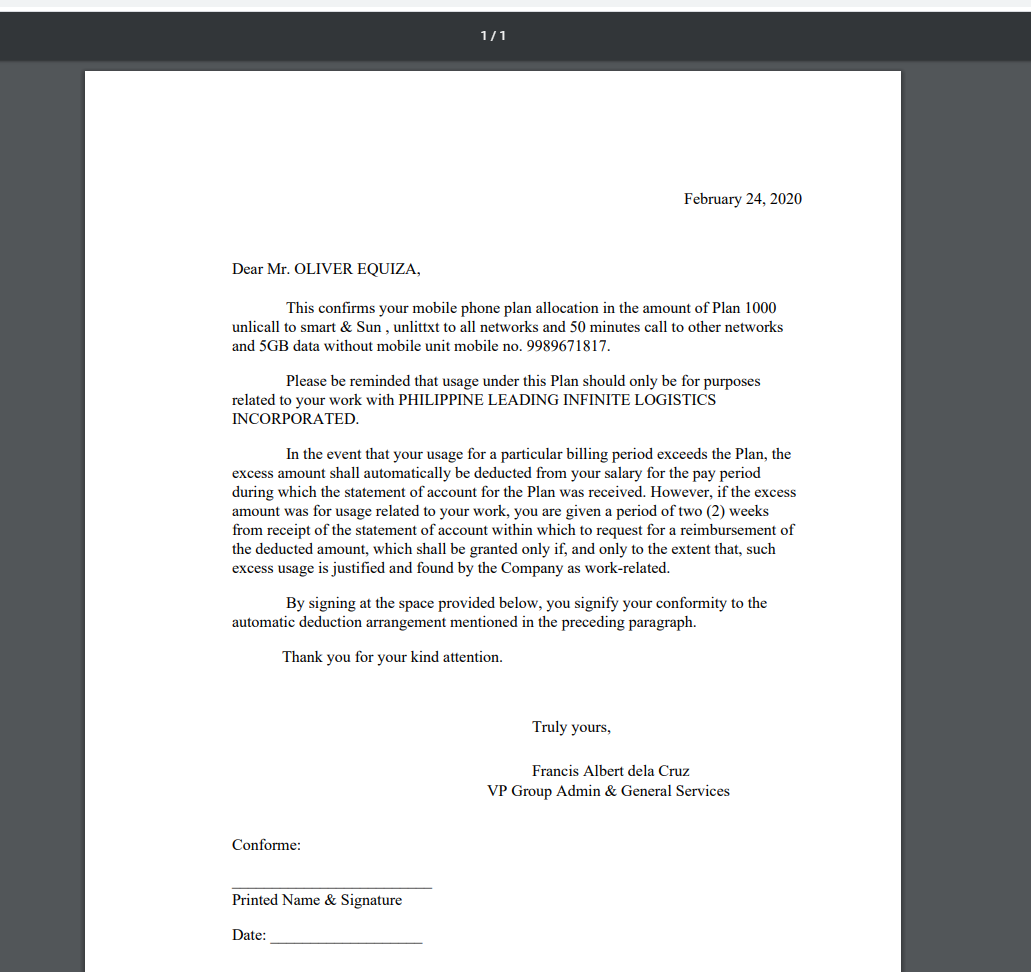 1 / 1
February 24, 2020
Dear Mr. OLIVER EQUIZA,
This confirms your mobile phone plan allocation in the amount of Plan 1000
unlicall to smart & Sun , unlittxt to all networks and 50 minutes call to other networks
and 5GB data without mobile unit mobile no. 9989671817.
Please be reminded that usage under this Plan should only be for purposes
related to your work with PHILIPPINE LEADING INFINITE LOGISTICS
INCORPORATED.
In the event that your usage for a particular billing period exceeds the Plan, the
excess amount shall automatically be deducted from your salary for the pay period
during which the statement of account for the Plan was received. However, if the excess
amount was for usage related to your work, you are given a period of two (2) weeks
from receipt of the statement of account within which to request for a reimbursement of
the deducted amount, which shall be granted only if, and only to the extent that, such
excess usage is justified and found by the Company as work-related.
By signing at the space provided below, you signify your conformity to the
automatic deduction arrangement mentioned in the preceding paragraph.
Thank you for your kind attention.
Truly yours,
Francis Albert dela Cruz
VP Group Admin & General Services
Conforme:
Printed Name & Signature
Date: